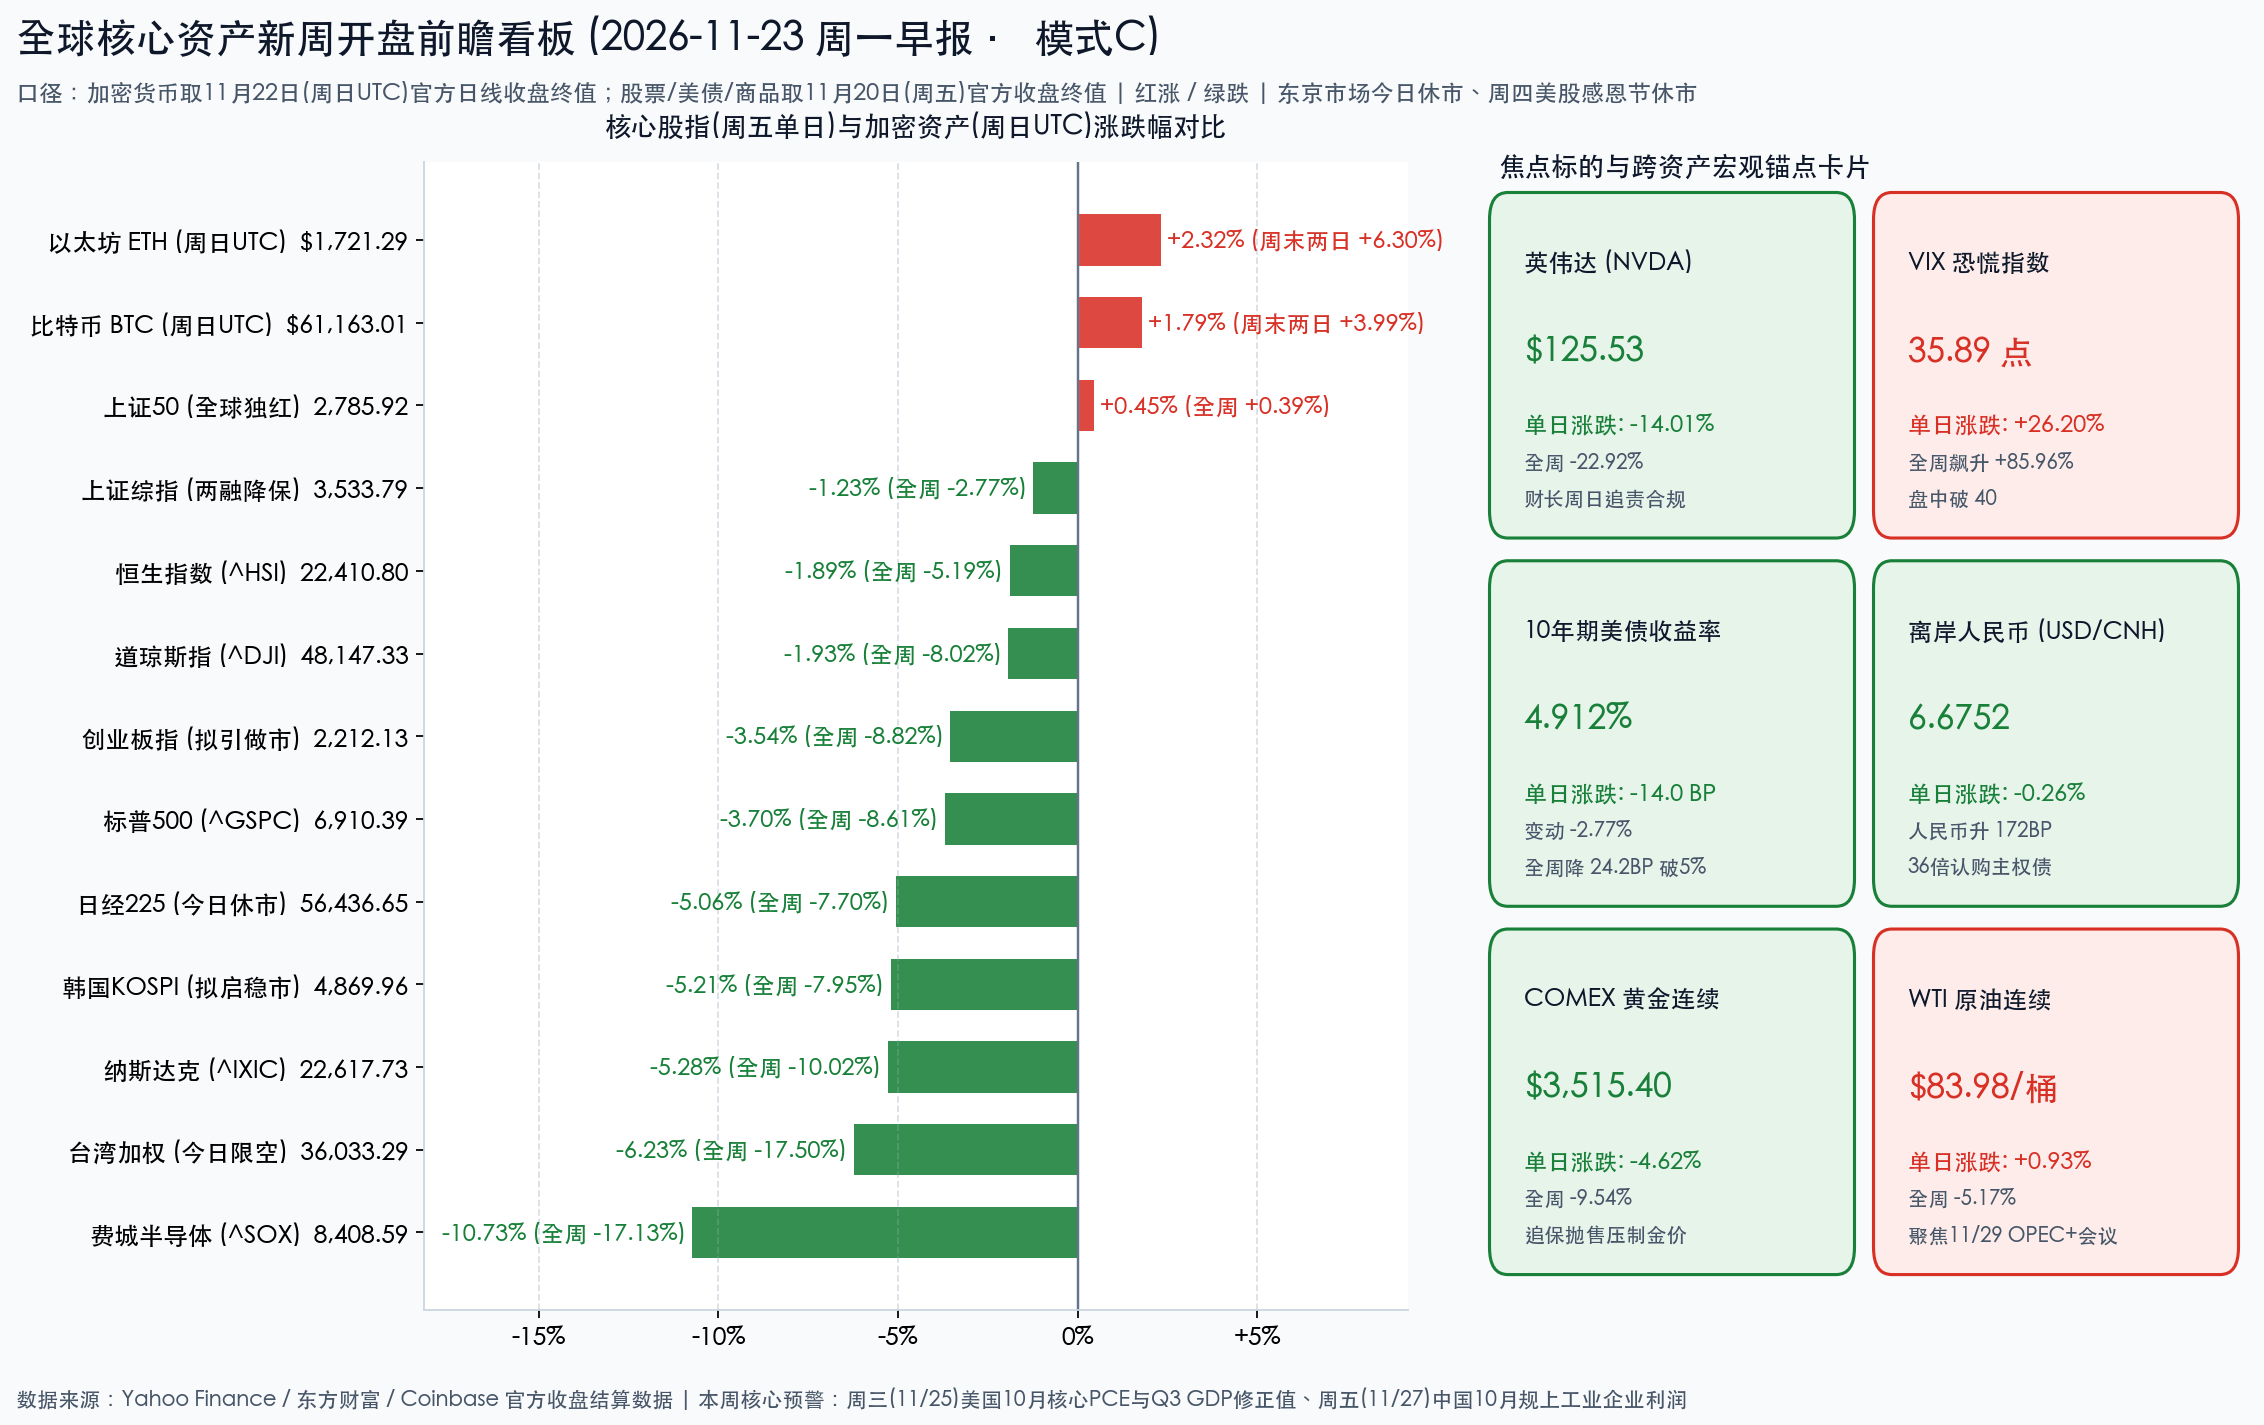 全球核心资产新周开盘前瞻看板 (2026-11-23 周一早报 · 模式C)
口径：加密货币取11月22日(周日UTC)官方日线收盘终值；股票/美债/商品取11月20日(周五)官方收盘终值 | 红涨 / 绿跌 | 东京市场今日休市、周四美股感恩节休市
核心股指(周五单日)与加密资产(周日UTC)涨跌幅对比
以太坊 ETH (周日UTC) $1,721.29
+2.32% (周末两日 +6.30%)
比特币 BTC (周日UTC) $61,163.01
+1.79% (周末两日 +3.99%)
上证50 (全球独红) 2,785.92
+0.45% (全周 +0.39%)
上证综指 (两融降保) 3,533.79
-1.23% (全周 -2.77%)
恒生指数 (^HSI) 22,410.80
-1.89% (全周 -5.19%)
道琼斯指 (^DJI) 48,147.33
-1.93% (全周 -8.02%)
创业板指 (拟引做市) 2,212.13
-3.54% (全周 -8.82%)
标普500 (^GSPC) 6,910.39
-3.70% (全周 -8.61%)
日经225 (今日休市) 56,436.65
-5.06% (全周 -7.70%)
韩国KOSPI (拟启稳市) 4,869.96
-5.21% (全周 -7.95%)
纳斯达克 (^IXIC) 22,617.73
-5.28% (全周 -10.02%)
台湾加权 (今日限空) 36,033.29
-6.23% (全周 -17.50%)
费城半导体 (^SOX) 8,408.59
-10.73% (全周 -17.13%)
-15%
-10%
-5%
0%
+5%
焦点标的与跨资产宏观锚点卡片
英伟达 (NVDA)
$125.53
单日涨跌: -14.01%
全周 -22.92%
财长周日追责合规
VIX 恐慌指数
35.89 点
单日涨跌: +26.20%
全周飙升 +85.96%
盘中破 40
10年期美债收益率
4.912%
单日涨跌: -14.0 BP
变动 -2.77%
全周降 24.2BP 破5%
离岸人民币 (USD/CNH)
6.6752
单日涨跌: -0.26%
人民币升 172BP
36倍认购主权债
COMEX 黄金连续
$3,515.40
单日涨跌: -4.62%
全周 -9.54%
追保抛售压制金价
WTI 原油连续
$83.98/桶
单日涨跌: +0.93%
全周 -5.17%
聚焦11/29 OPEC+会议
数据来源：Yahoo Finance / 东方财富 / Coinbase 官方收盘结算数据 | 本周核心预警：周三(11/25)美国10月核心PCE与Q3 GDP修正值、周五(11/27)中国10月规上工业企业利润